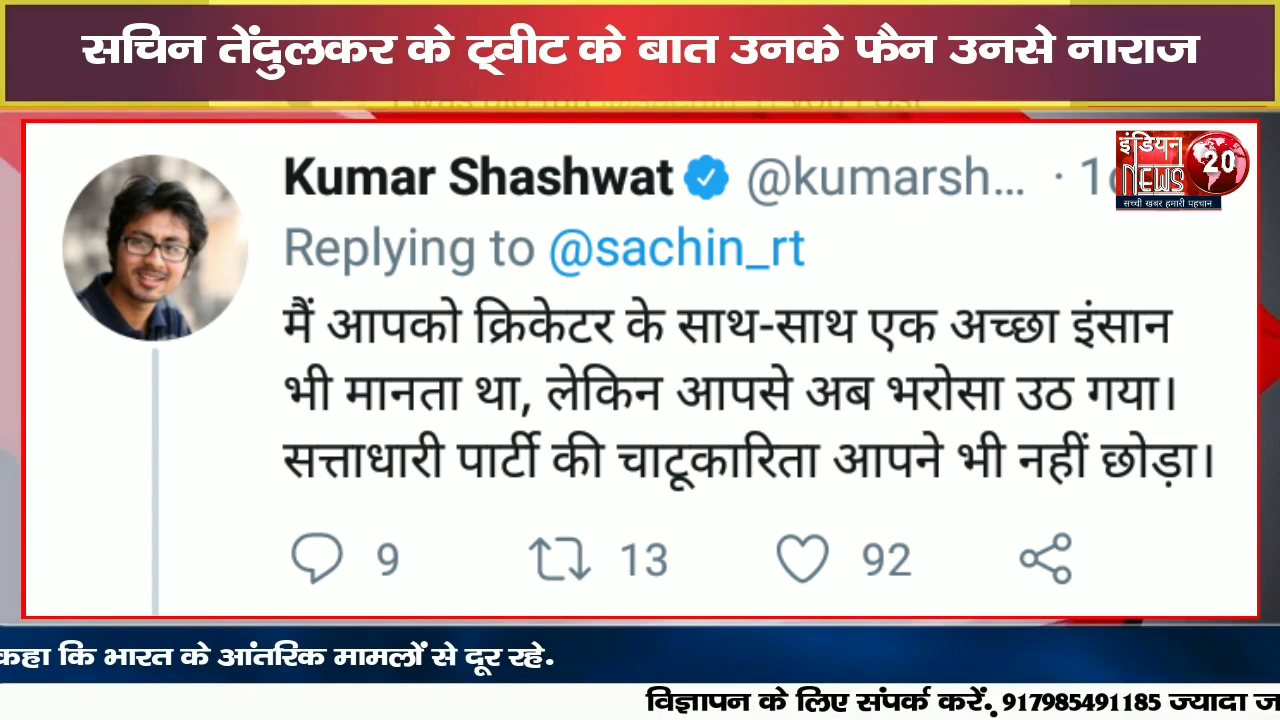 सचिन तेंदुलकर के ट्वीट के बात उनके फैन उनसे नाराज
Kumar Shashwat @kumarsh... · 1
इंडियन
NEWS 20
सच्ची खबर हमारी पहचान
Replying to @sachin_rt
मैं आपको क्रिकेटर के साथ-साथ एक अच्छा इंसान
भी मानता था, लेकिन आपसे अब भरोसा उठ गया।
सत्ताधारी पार्टी की चाटूकारिता आपने भी नहीं छोड़ा।
9 13 92
कहा कि भारत के आंतरिक मामलों से दूर रहे.
विज्ञापन के लिए संपर्क करें. 917985491185 ज्यादा ज